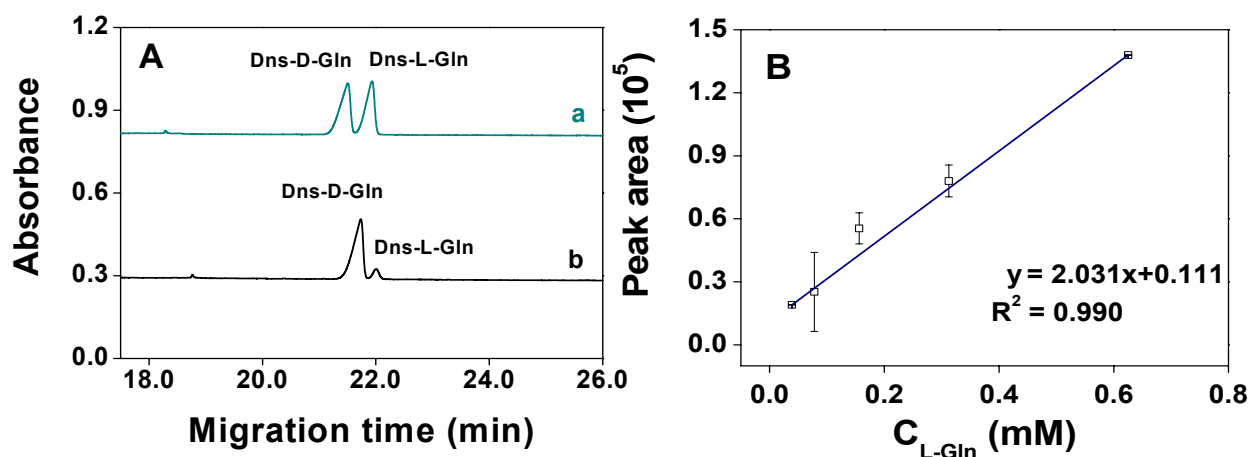 A
Dns-D-Gln Dns-L-Gln
a
Dns-D-Gln
Dns-L-Gln
b
Absorbance
1.2
0.9
0.6
0.3
0.0
18.0 20.0 22.0 24.0 26.0
Migration time (min)
B
Peak area (10⁵)
1.5
1.2
0.9
0.6
0.3
0.0
y = 2.031x+0.111
R² = 0.990
0.0 0.2 0.4 0.6 0.8
C_L-Gln (mM)